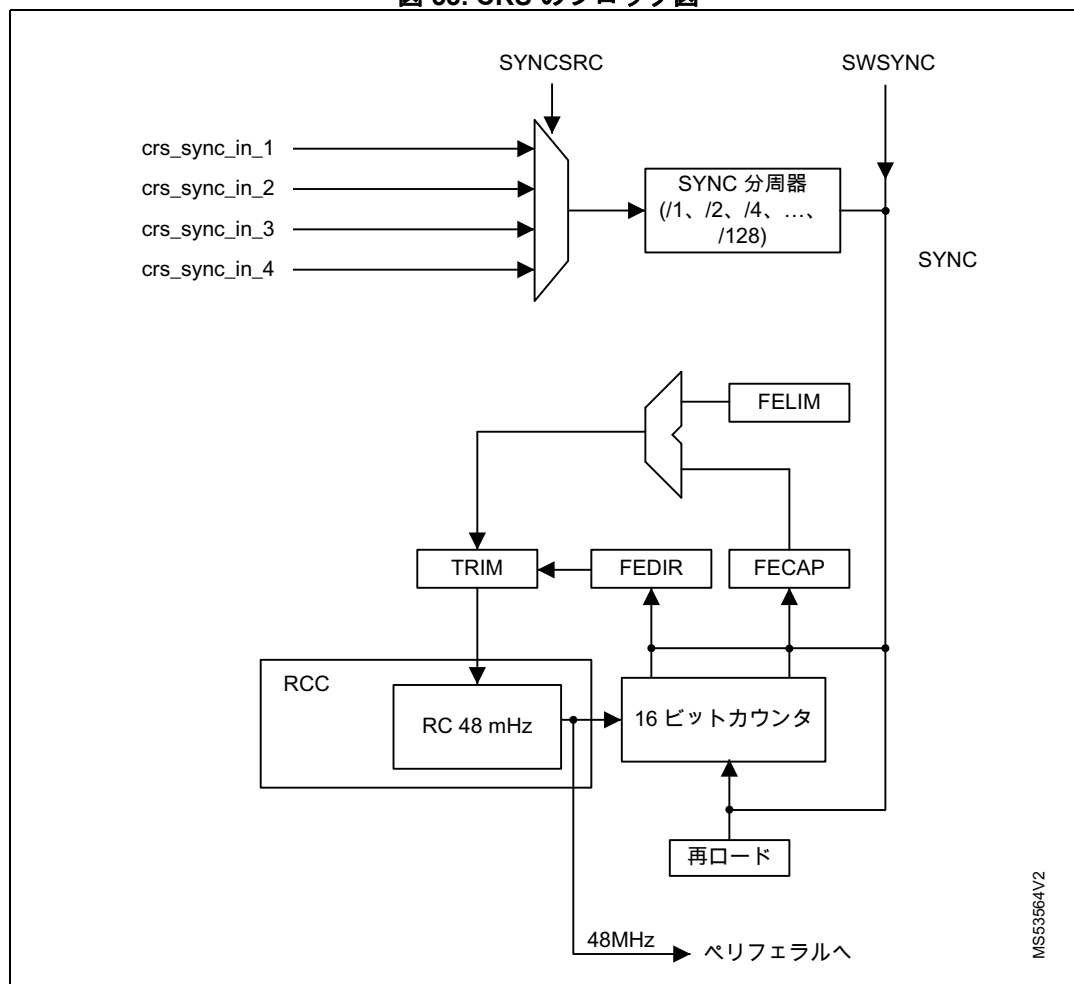 SYNCSRC
SWSYNC
crs_sync_in_1
crs_sync_in_2
crs_sync_in_3
crs_sync_in_4
SYNC 分周器
(/1、/2、/4、…、
/128)
SYNC
FELIM
TRIM
FEDIR
FECAP
RCC
RC 48 mHz
16 ビットカウンタ
再ロード
48MHz
ペリフェラルへ
MS53564V2